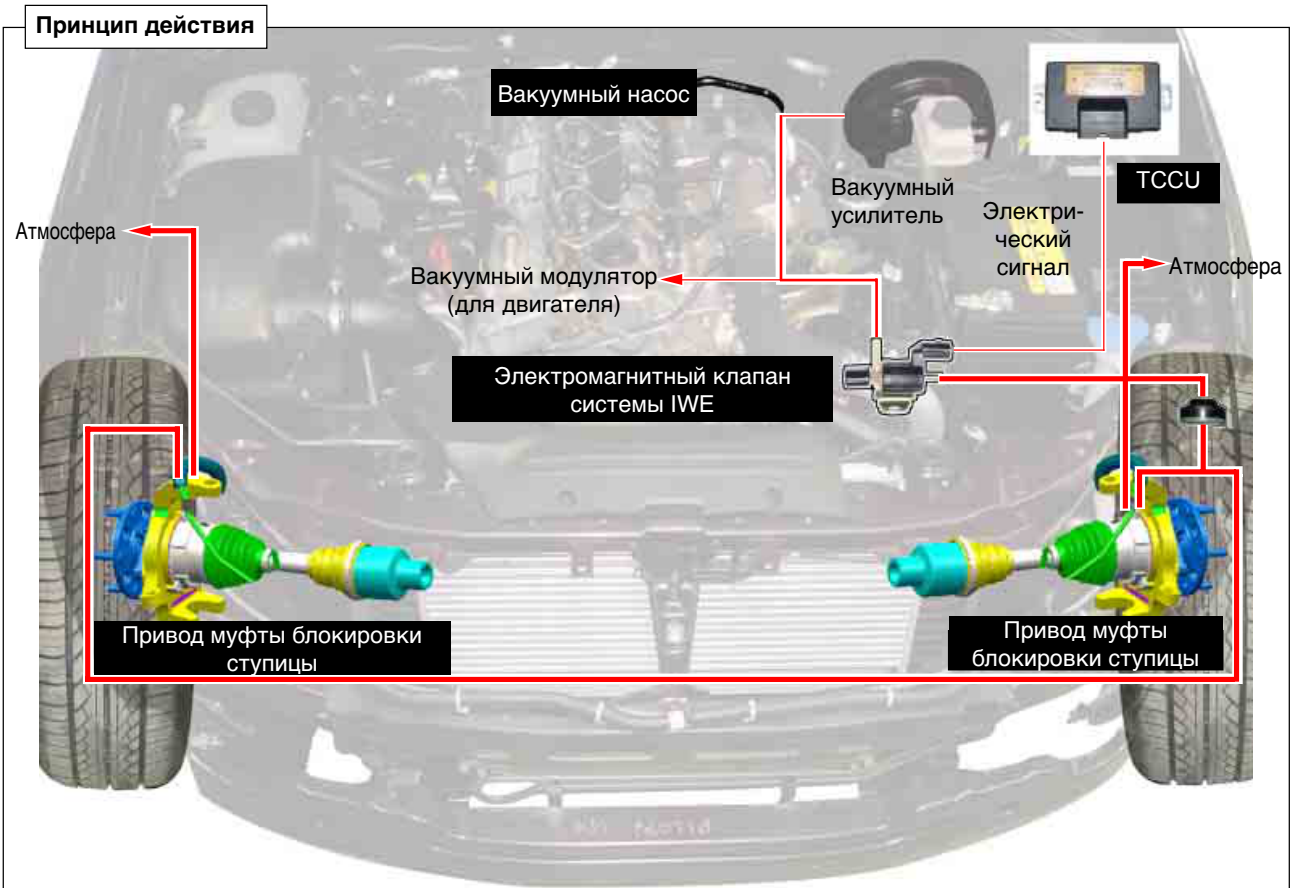 Принцип действия
Вакуумный насос
Вакуумный
усилитель
TCCU
Электри-
ческий
сигнал
Атмосфера
Атмосфера
Вакуумный модулятор
(для двигателя)
Электромагнитный клапан
системы IWE
Привод муфты блокировки
ступицы
Привод муфты
блокировки ступицы